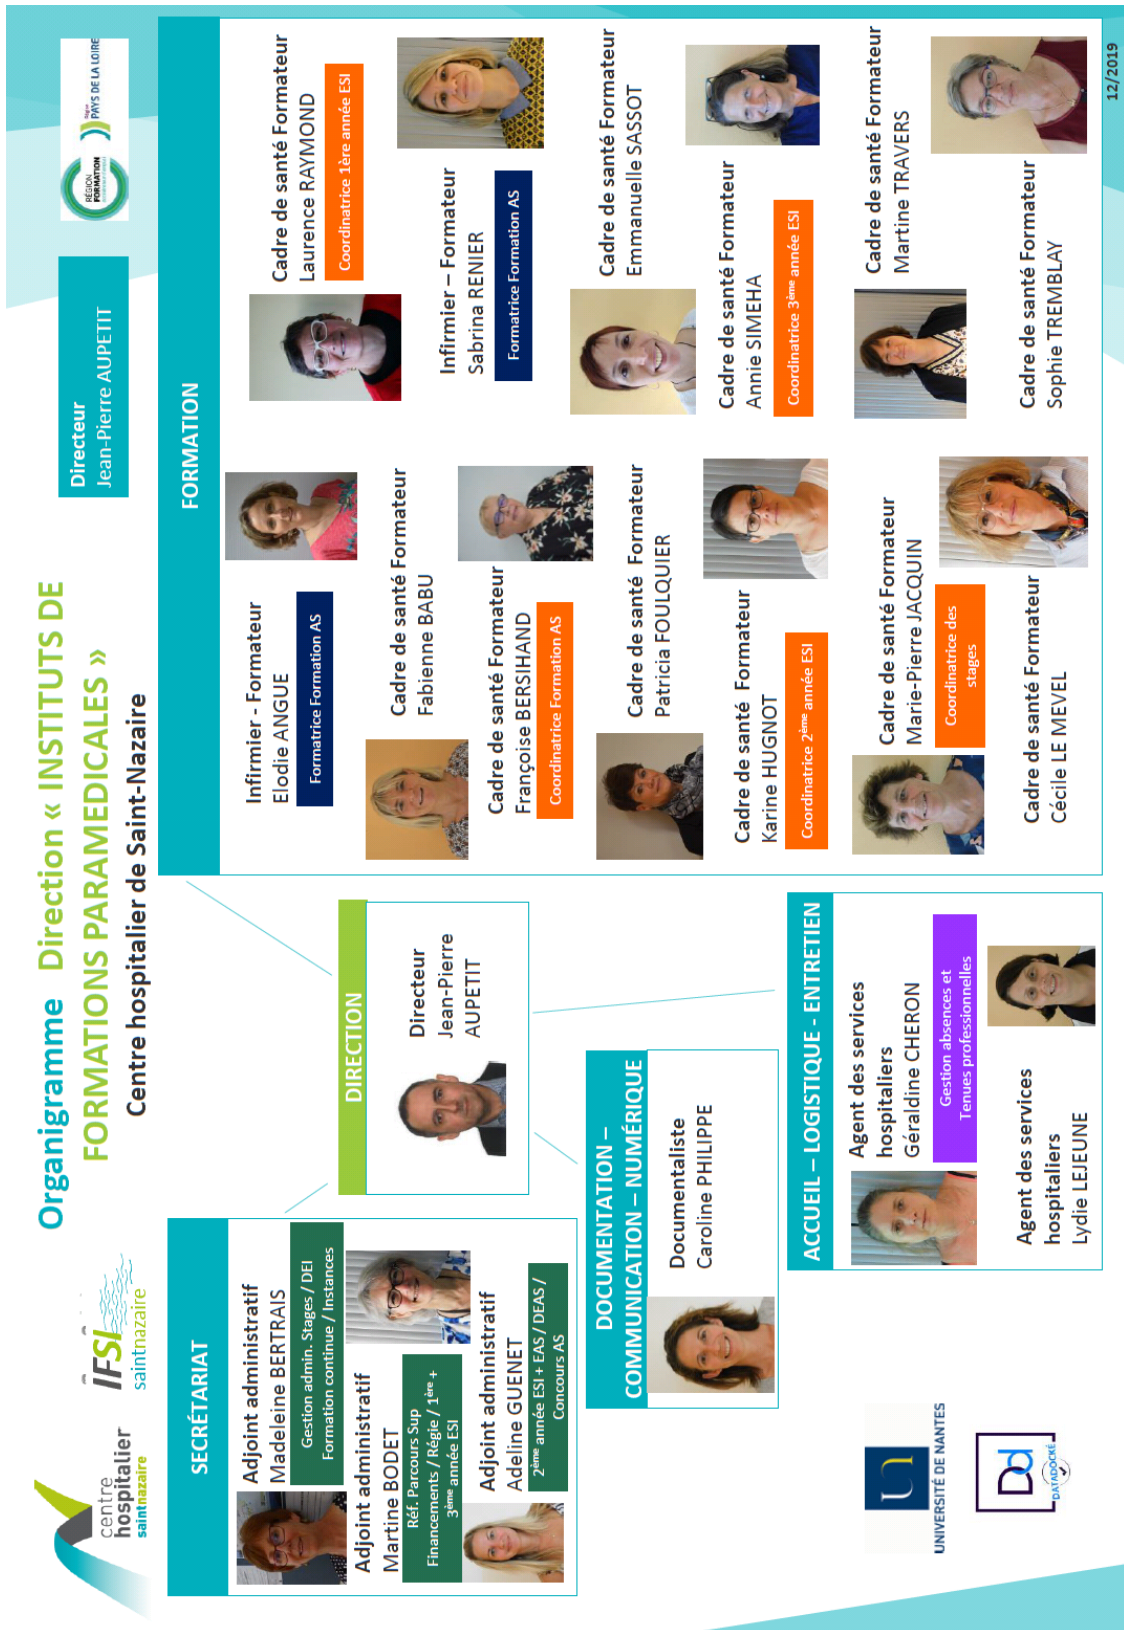 centre
hospitalier
saintnazaire
IFSI
saintnazaire
Organigramme Direction « INSTITUTS DE
FORMATIONS PARAMEDICALES »
Centre hospitalier de Saint-Nazaire
Directeur
Jean-Pierre AUPETIT
RÉGION
FORMATION
Région
PAYS DE LA LOIRE
SECRÉTARIAT
Adjoint administratif
Madeleine BERTRAIS
Gestion admin. Stages / DEI
Formation continue / Instances
Adjoint administratif
Martine BODET
Réf. Parcours Sup
Financements / Régie / 1ère +
3ème année ESI
Adjoint administratif
Adeline GUENET
2ème année ESI + EAS / DEAS /
Concours AS
DIRECTION
Directeur
Jean-Pierre
AUPETIT
DOCUMENTATION –
COMMUNICATION – NUMÉRIQUE
Documentaliste
Caroline PHILIPPE
ACCUEIL – LOGISTIQUE - ENTRETIEN
Agent des services
hospitaliers
Géraldine CHERON
Gestion absences et
Tenues professionnelles
Agent des services
hospitaliers
Lydie LEJEUNE
FORMATION
Infirmier - Formateur
Elodie ANGUE
Formatrice Formation AS
Cadre de santé Formateur
Laurence RAYMOND
Coordinatrice 1ère année ESI
Cadre de santé Formateur
Fabienne BABU
Infirmier – Formateur
Sabrina RENIER
Formatrice Formation AS
Cadre de santé Formateur
Françoise BERSIHAND
Coordinatrice Formation AS
Cadre de santé Formateur
Emmanuelle SASSOT
Cadre de santé Formateur
Patricia FOULQUIER
Cadre de santé Formateur
Annie SIMEHA
Coordinatrice 3ème année ESI
Cadre de santé Formateur
Karine HUGNOT
Coordinatrice 2ème année ESI
Cadre de santé Formateur
Martine TRAVERS
Cadre de santé Formateur
Marie-Pierre JACQUIN
Coordinatrice des
stages
Cadre de santé Formateur
Sophie TREMBLAY
Cadre de santé Formateur
Cécile LE MEVEL
UNIVERSITÉ DE NANTES
Dd
DATADOCKÉ
12/2019